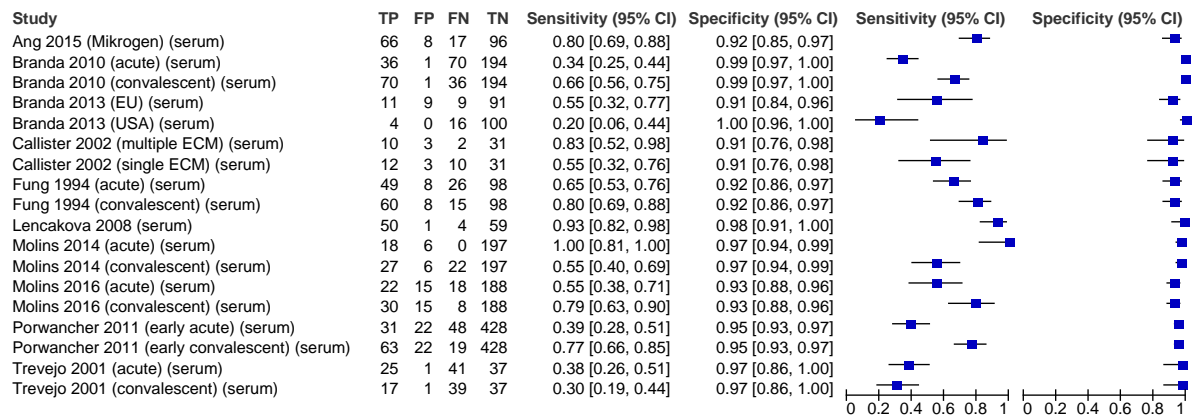 Study TP FP FN TN Sensitivity (95% CI) Specificity (95% CI) Sensitivity (95% CI) Specificity (95% CI)
Ang 2015 (Mikrogen) (serum) 66 8 17 96 0.80 [0.69, 0.88] 0.92 [0.85, 0.97]
Branda 2010 (acute) (serum) 36 1 70 194 0.34 [0.25, 0.44] 0.99 [0.97, 1.00]
Branda 2010 (convalescent) (serum) 70 1 36 194 0.66 [0.56, 0.75] 0.99 [0.97, 1.00]
Branda 2013 (EU) (serum) 11 9 9 91 0.55 [0.32, 0.77] 0.91 [0.84, 0.96]
Branda 2013 (USA) (serum) 4 0 16 100 0.20 [0.06, 0.44] 1.00 [0.96, 1.00]
Callister 2002 (multiple ECM) (serum) 10 3 2 31 0.83 [0.52, 0.98] 0.91 [0.76, 0.98]
Callister 2002 (single ECM) (serum) 12 3 10 31 0.55 [0.32, 0.76] 0.91 [0.76, 0.98]
Fung 1994 (acute) (serum) 49 8 26 98 0.65 [0.53, 0.76] 0.92 [0.86, 0.97]
Fung 1994 (convalescent) (serum) 60 8 15 98 0.80 [0.69, 0.88] 0.92 [0.86, 0.97]
Lencakova 2008 (serum) 50 1 4 59 0.93 [0.82, 0.98] 0.98 [0.91, 1.00]
Molins 2014 (acute) (serum) 18 6 0 197 1.00 [0.81, 1.00] 0.97 [0.94, 0.99]
Molins 2014 (convalescent) (serum) 27 6 22 197 0.55 [0.40, 0.69] 0.97 [0.94, 0.99]
Molins 2016 (acute) (serum) 22 15 18 188 0.55 [0.38, 0.71] 0.93 [0.88, 0.96]
Molins 2016 (convalescent) (serum) 30 15 8 188 0.79 [0.63, 0.90] 0.93 [0.88, 0.96]
Porwancher 2011 (early acute) (serum) 31 22 48 428 0.39 [0.28, 0.51] 0.95 [0.93, 0.97]
Porwancher 2011 (early convalescent) (serum) 63 22 19 428 0.77 [0.66, 0.85] 0.95 [0.93, 0.97]
Trevejo 2001 (acute) (serum) 25 1 41 37 0.38 [0.26, 0.51] 0.97 [0.86, 1.00]
Trevejo 2001 (convalescent) (serum) 17 1 39 37 0.30 [0.19, 0.44] 0.97 [0.86, 1.00]
0 0.2 0.4 0.6 0.8 1 0 0.2 0.4 0.6 0.8 1